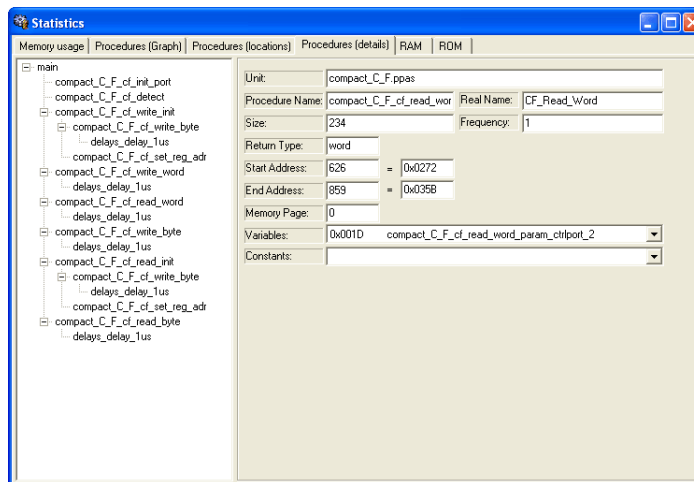 Statistics
Memory usage Procedures (Graph) Procedures (locations) Procedures (details) RAM ROM
main
compact_C_F_cf_init_port
compact_C_F_cf_detect
compact_C_F_cf_write_init
compact_C_F_cf_write_byte
delays_delay_1us
compact_C_F_cf_set_reg_adr
compact_C_F_cf_write_word
delays_delay_1us
compact_C_F_cf_read_word
delays_delay_1us
compact_C_F_cf_write_byte
delays_delay_1us
compact_C_F_cf_read_init
compact_C_F_cf_write_byte
delays_delay_1us
compact_C_F_cf_set_reg_adr
compact_C_F_cf_read_byte
delays_delay_1us
Unit: compact_C_F.ppas
Procedure Name: compact_C_F_cf_read_wor Real Name: CF_Read_Word
Size: 234 Frequency: 1
Return Type: word
Start Address: 626 = 0x0272
End Address: 859 = 0x035B
Memory Page: 0
Variables: 0x001D compact_C_F_cf_read_word_param_ctrlport_2
Constants: